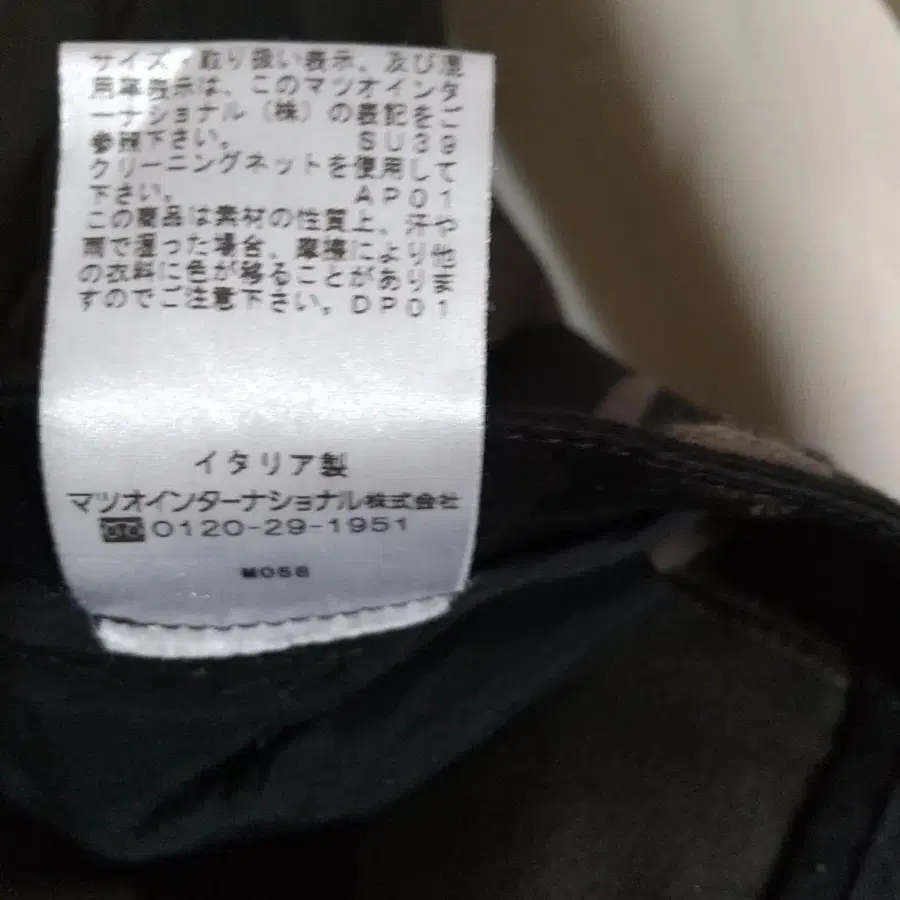 サイズ・取り扱い表示、及び混
用率表示は、このマツオインタ
ーナショナル（株）の表記をご
参照下さい。 SU39
クリーニングネットを使用して
下さい。 AP01
この商品は素材の性質上、汗や
雨で湿った場合、摩擦により他
の衣料に色が移ることがありま
すのでご注意下さい。DP01
イタリア製
マツオインターナショナル株式会社
0120-29-1951
M058